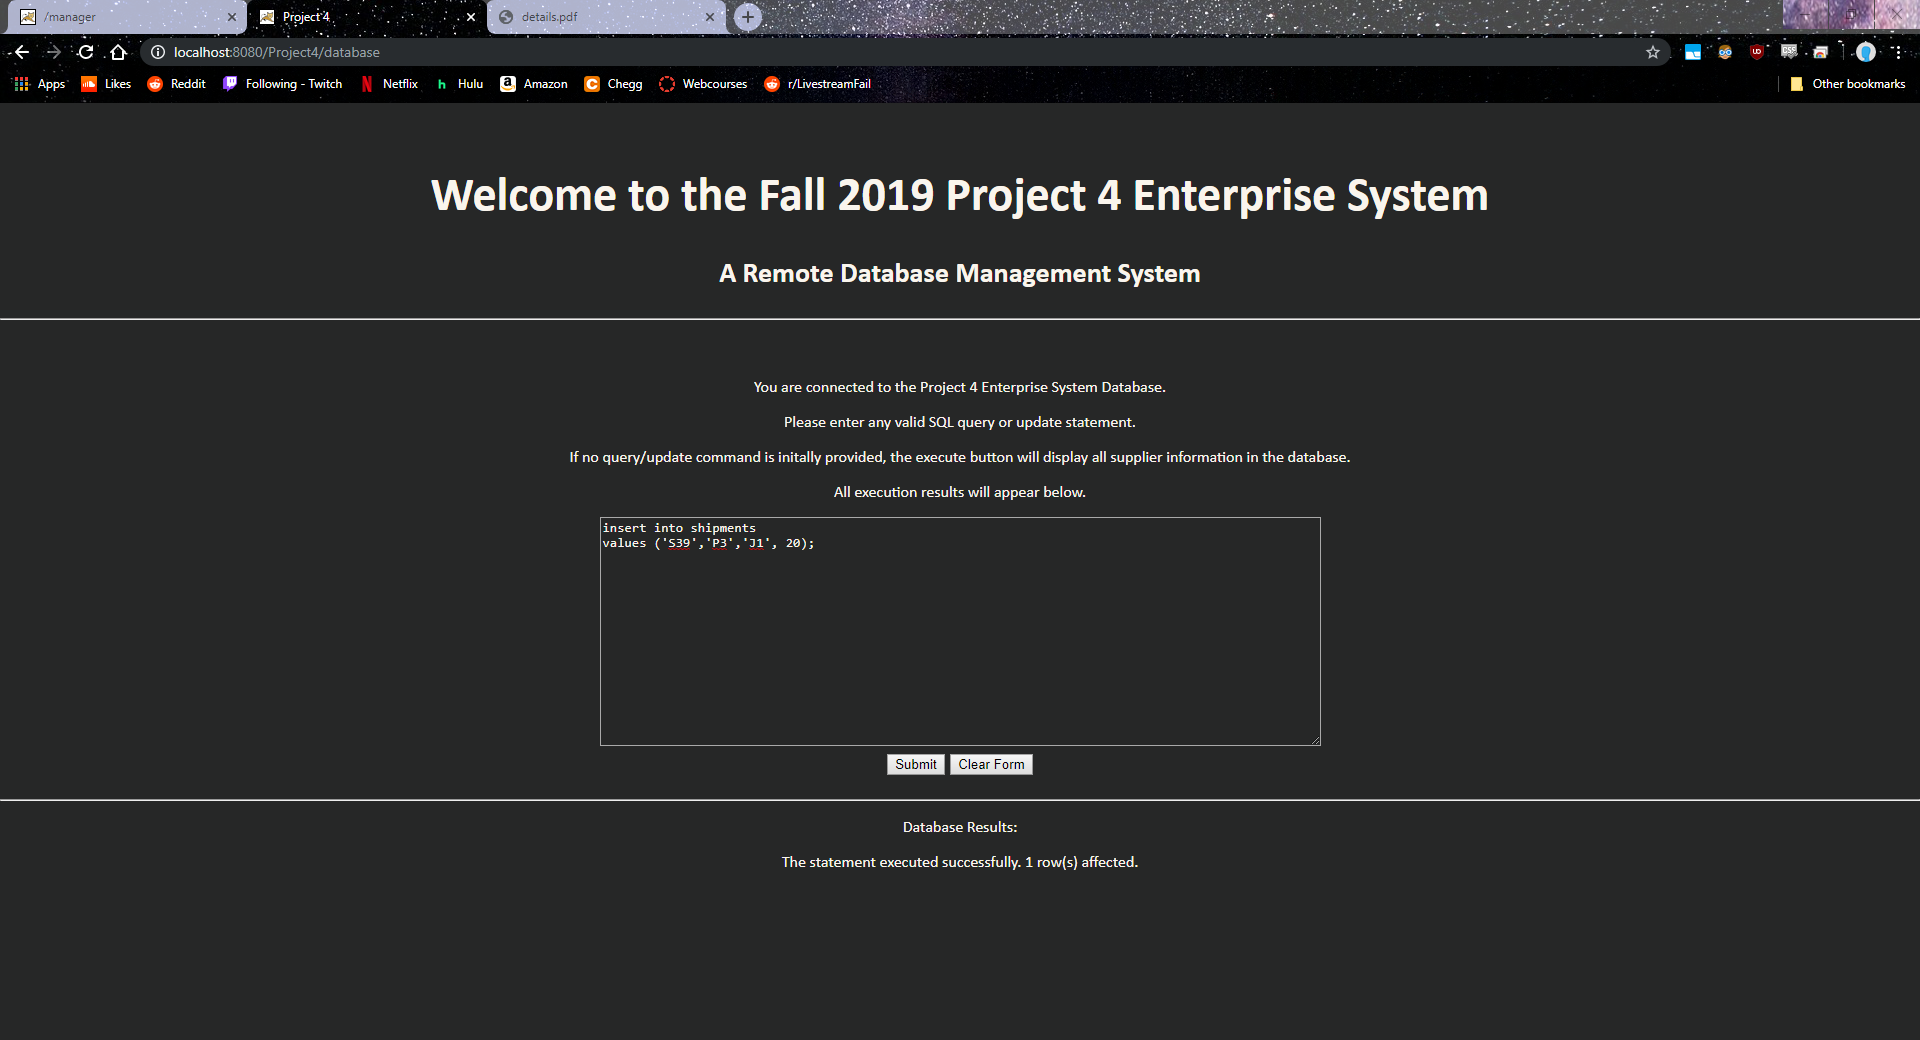 /manager
Project 4
details.pdf
localhost:8080/Project4/database
Apps Likes Reddit Following - Twitch Netflix Hulu Amazon Chegg Webcourses r/LivestreamFail Other bookmarks
Welcome to the Fall 2019 Project 4 Enterprise System
A Remote Database Management System
You are connected to the Project 4 Enterprise System Database.
Please enter any valid SQL query or update statement.
If no query/update command is initally provided, the execute button will display all supplier information in the database.
All execution results will appear below.
insert into shipments
values ('S39','P3','J1', 20);
Submit Clear Form
Database Results:
The statement executed successfully. 1 row(s) affected.